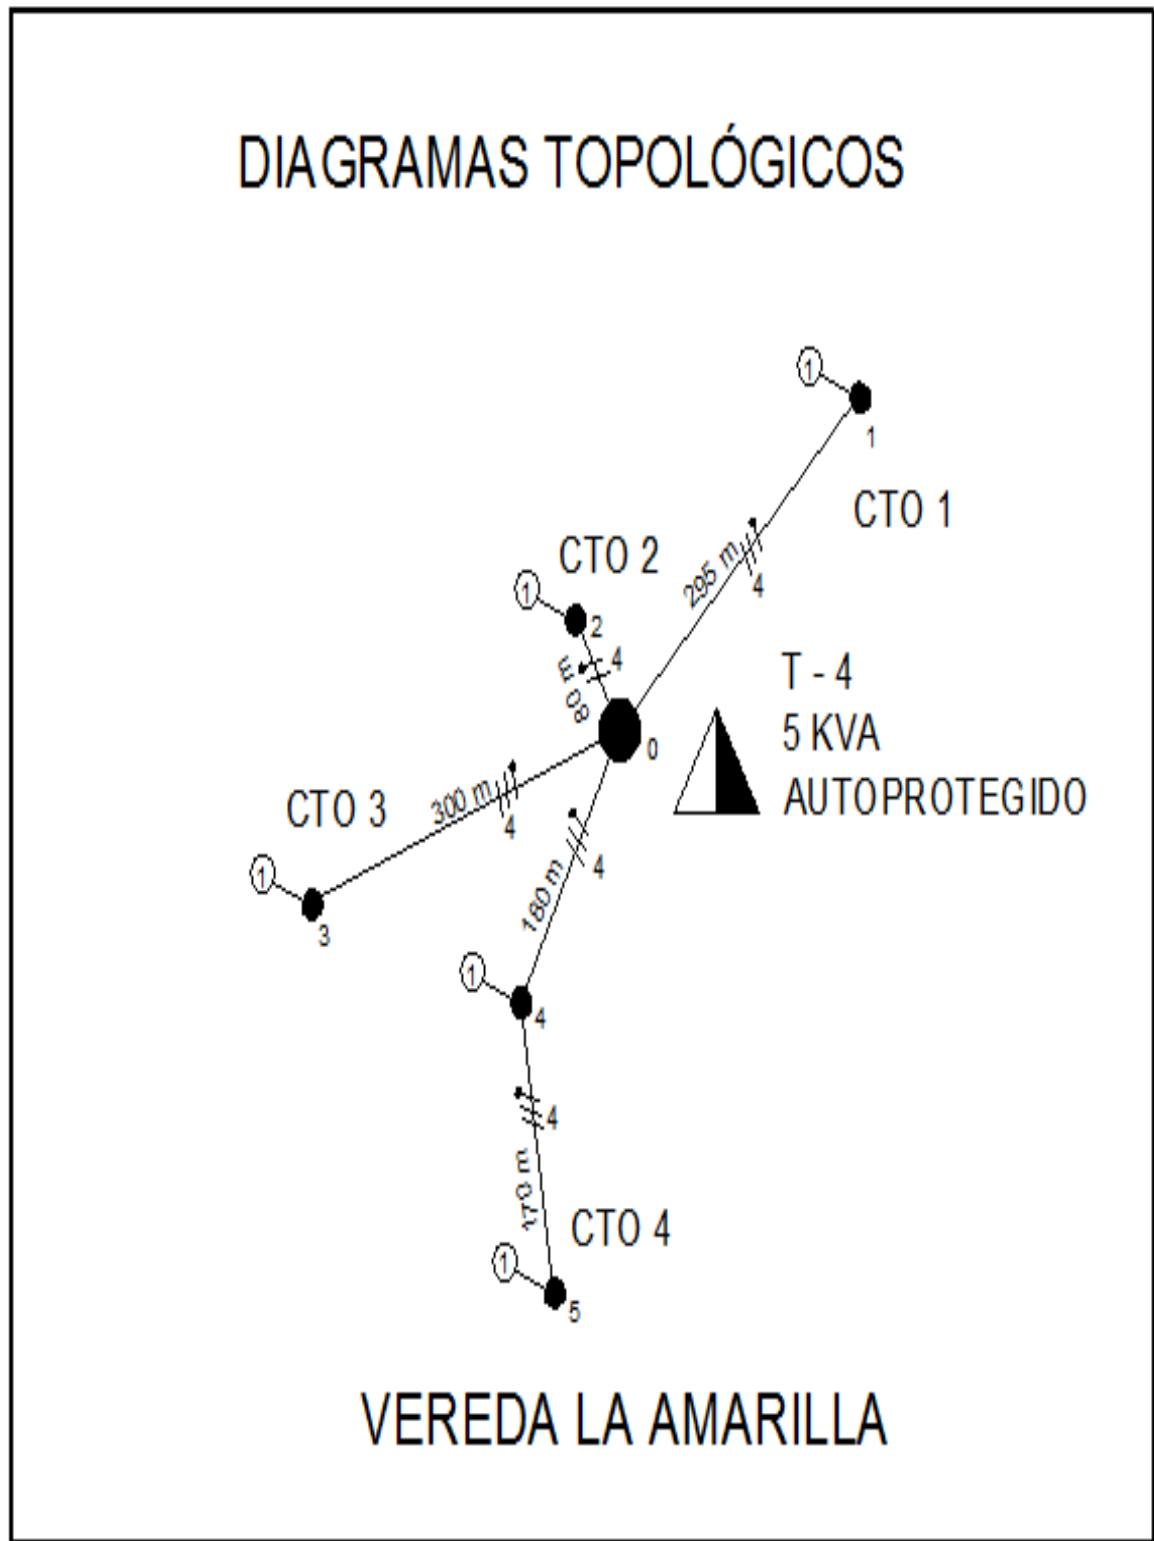 DIAGRAMAS TOPOLÓGICOS
1
1
CTO 1
295 m
4
CTO 2
1
2
4
80 m
0
T - 4
5 KVA
AUTOPROTEGIDO
CTO 3
300 m
4
1
3
4
180 m
1
4
4
170 m
CTO 4
1
5
VEREDA LA AMARILLA